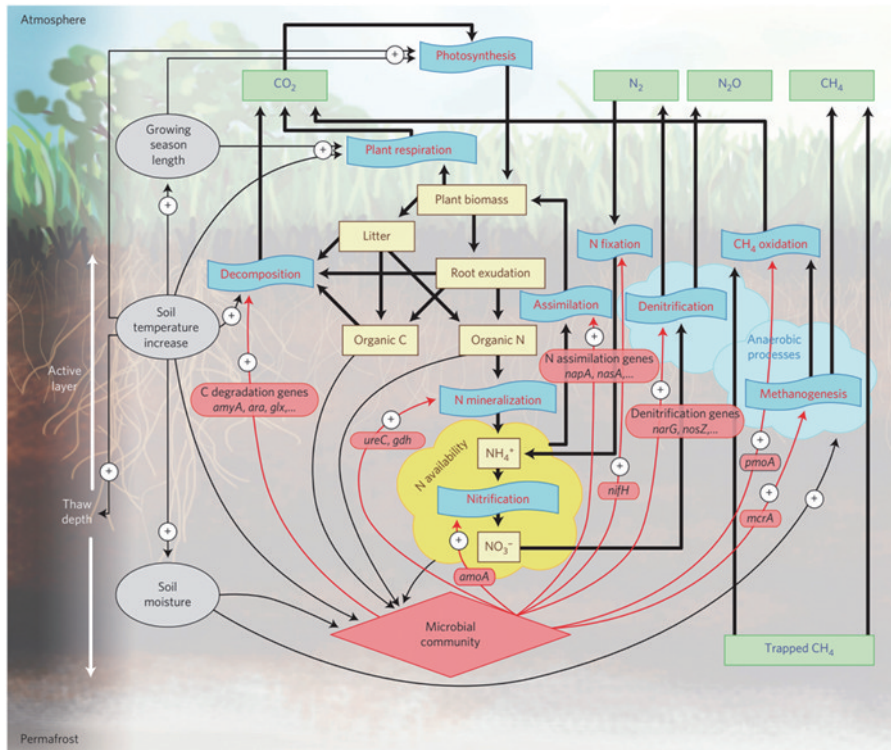 Atmosphere
Photosynthesis
+
CO₂
N₂
N₂O
CH₄
Growing
season
length
+
Plant respiration
+
Plant biomass
Litter
N fixation
CH₄ oxidation
Root exudation
Decomposition
Assimilation
Denitrification
Soil
temperature
increase
+
Organic C
Organic N
Anaerobic
processes
Active
layer
+
+
+
N assimilation genes
napA, nasA,...
C degradation genes
amyA, ara, glx,...
N mineralization
Methanogenesis
Denitrification genes
narG, nosZ,...
+
ureC, gdh
N availability
NH₄⁺
+
pmoA
+
Thaw
depth
Nitrification
+
nifH
+
mcrA
+
+
NO₃⁻
+
amoA
Soil
moisture
Microbial
community
Trapped CH₄
Permafrost